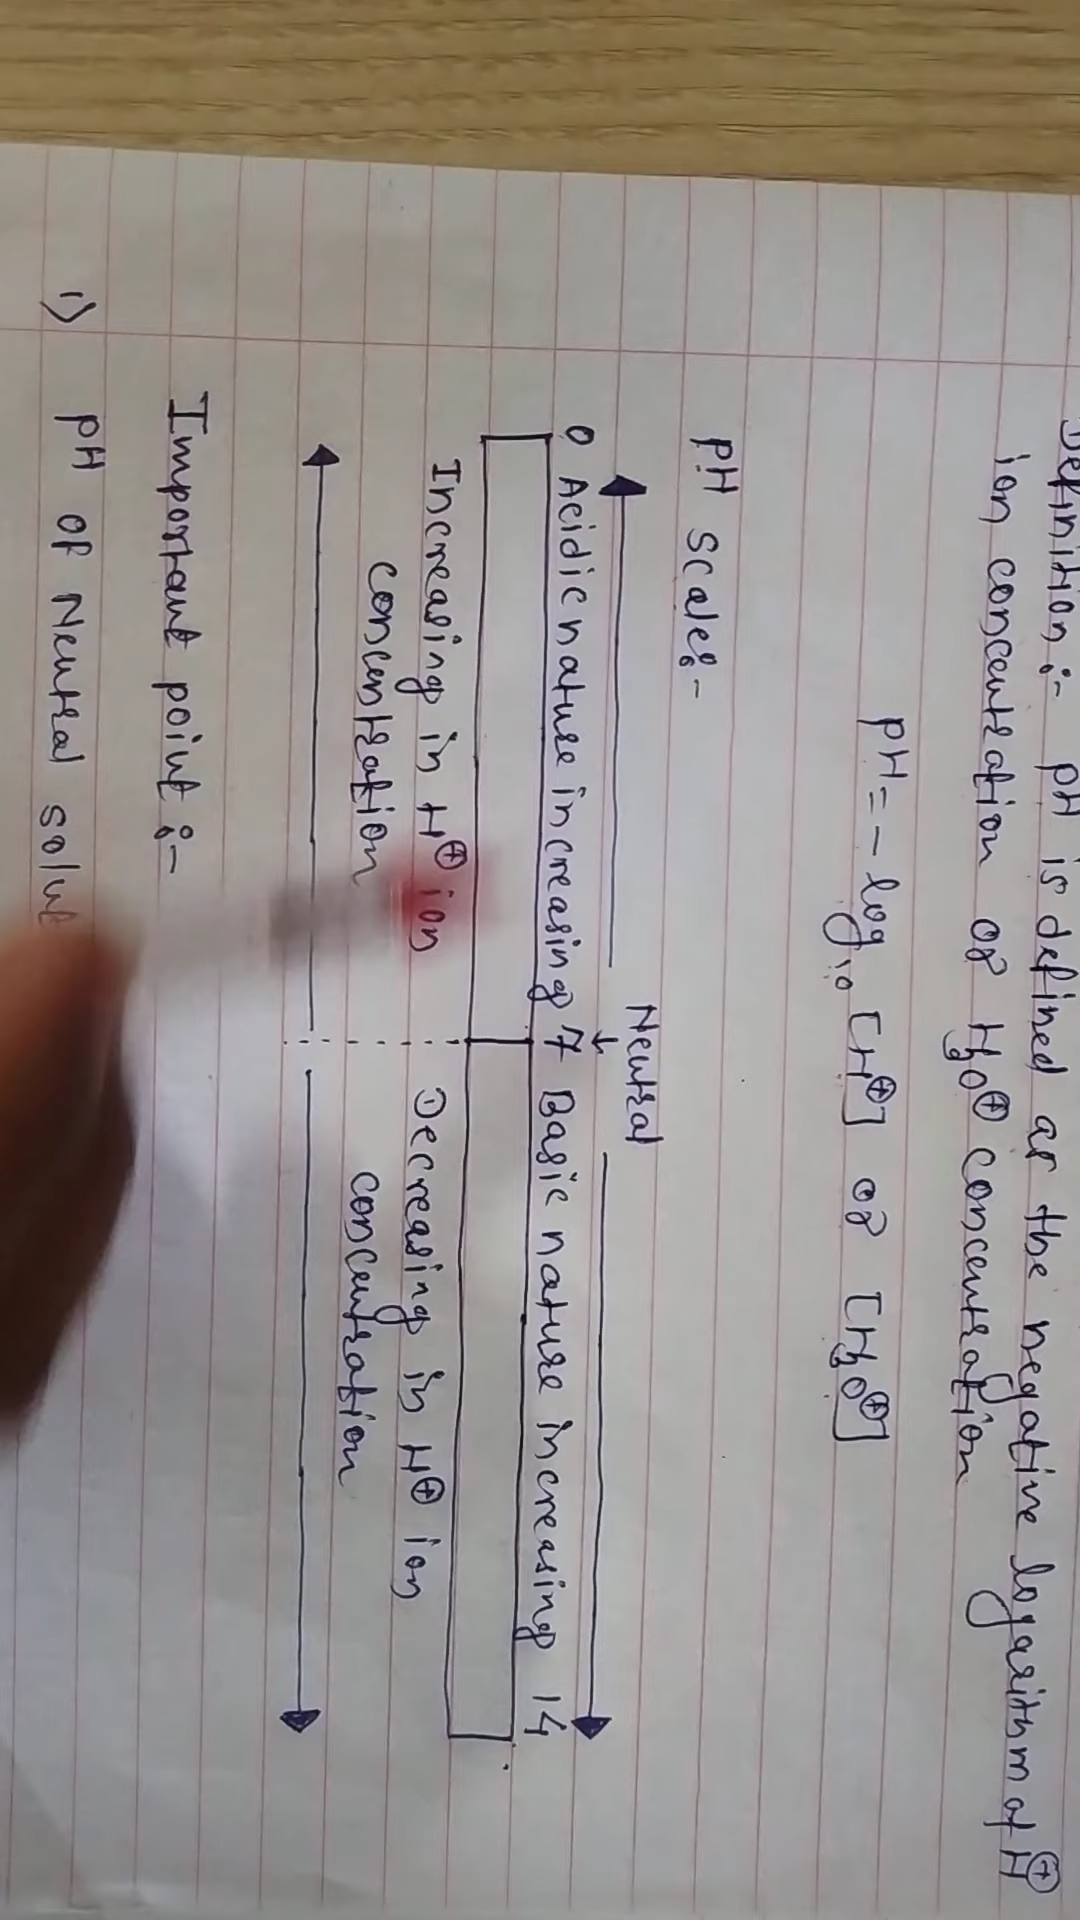 Definition :- pH is defined as the negative logarithm of H⊕
ion concentration or H3O⊕ concentration
pH = - log10 [H⊕] or [H3O⊕]
pH Scale :-
Neutral
0 Acidic nature increasing 7 Basic nature increasing 14
Increasing in H⊕ ion Decreasing in H⊕ ion
concentration concentration
Important point :-
1) pH of Neutral solut